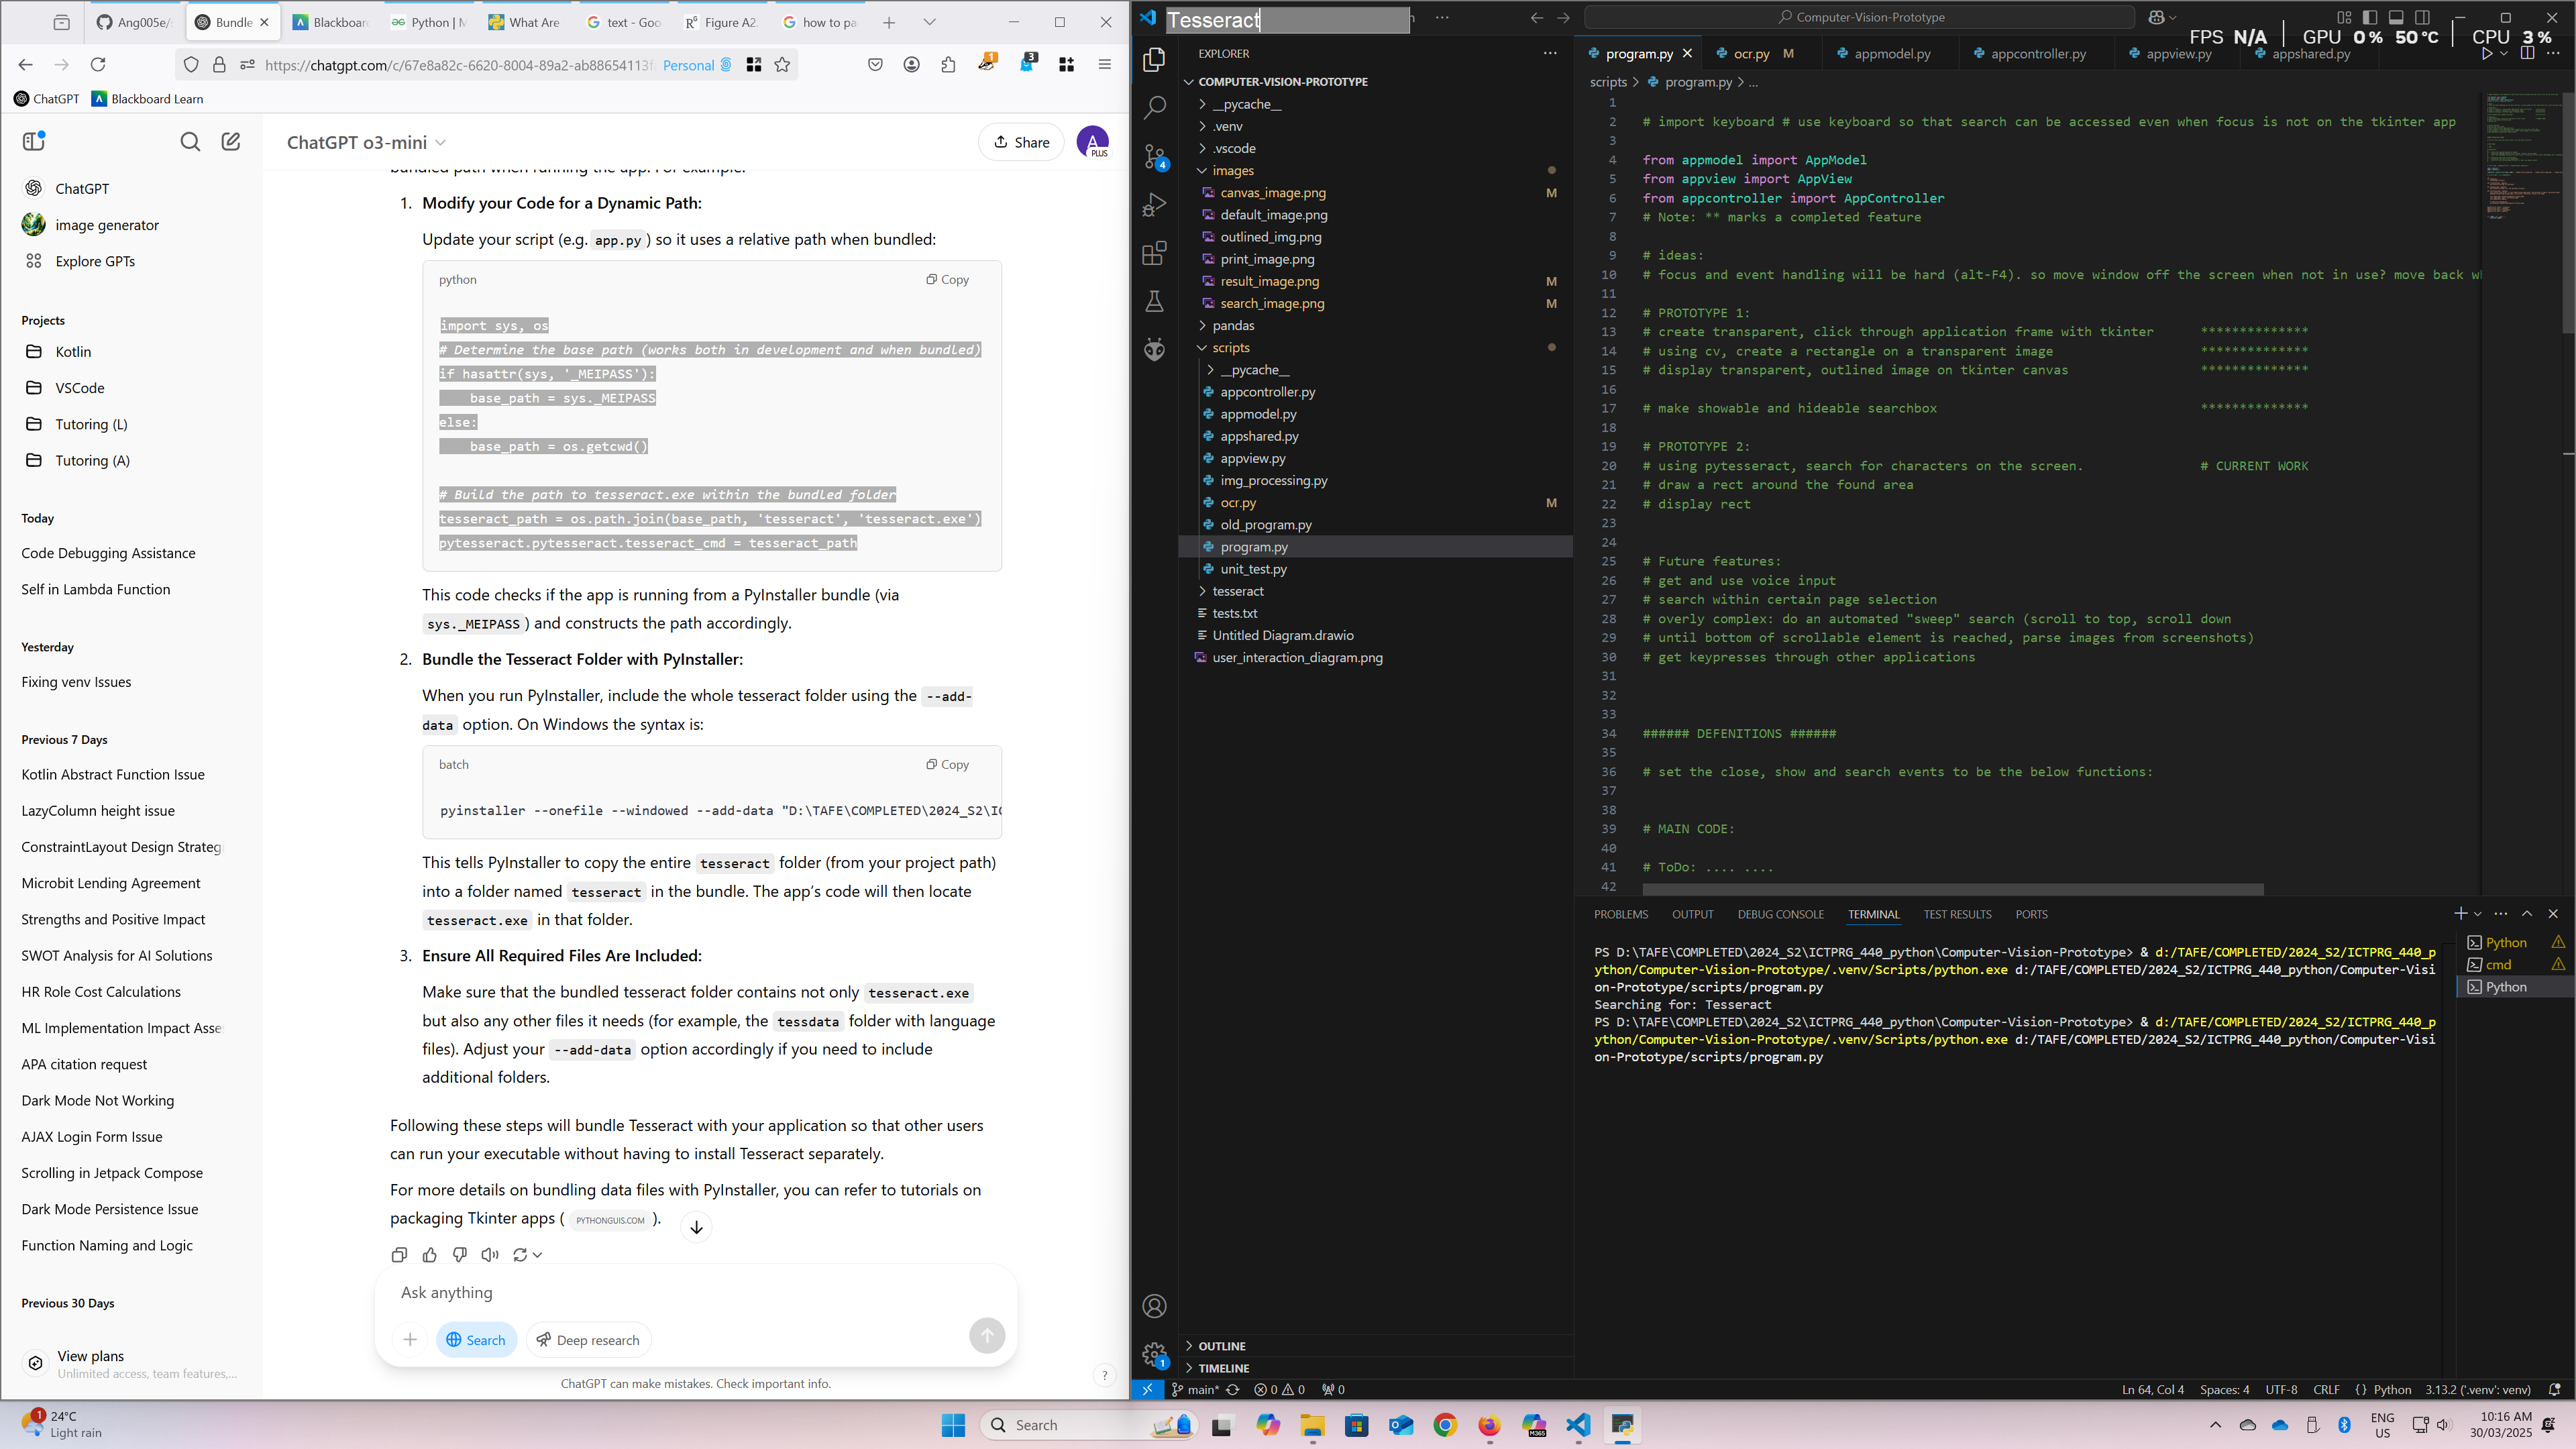 Ang005e/
Bundle
Blackboar
Python | M
What Are
text - Goo
Figure A2.
how to pa
https://chatgpt.com/c/67e8a82c-6620-8004-89a2-ab88654113f
Personal
1
3
ChatGPT
Blackboard Learn
ChatGPT
image generator
Explore GPTs
Projects
Kotlin
VSCode
Tutoring (L)
Tutoring (A)
Today
Code Debugging Assistance
Self in Lambda Function
Yesterday
Fixing venv Issues
Previous 7 Days
Kotlin Abstract Function Issue
LazyColumn height issue
ConstraintLayout Design Strateg
Microbit Lending Agreement
Strengths and Positive Impact
SWOT Analysis for AI Solutions
HR Role Cost Calculations
ML Implementation Impact Asse
APA citation request
Dark Mode Not Working
AJAX Login Form Issue
Scrolling in Jetpack Compose
Dark Mode Persistence Issue
Function Naming and Logic
Previous 30 Days
View plans
Unlimited access, team features,...
ChatGPT o3-mini
Share
A
PLUS
bundled path when running the app. For example:
1. Modify your Code for a Dynamic Path:
Update your script (e.g. app.py ) so it uses a relative path when bundled:
python
Copy
import sys, os
# Determine the base path (works both in development and when bundled)
if hasattr(sys, '_MEIPASS'):
    base_path = sys._MEIPASS
else:
    base_path = os.getcwd()
# Build the path to tesseract.exe within the bundled folder
tesseract_path = os.path.join(base_path, 'tesseract', 'tesseract.exe')
pytesseract.pytesseract.tesseract_cmd = tesseract_path
This code checks if the app is running from a PyInstaller bundle (via
sys._MEIPASS ) and constructs the path accordingly.
2. Bundle the Tesseract Folder with PyInstaller:
When you run PyInstaller, include the whole tesseract folder using the --add-
data option. On Windows the syntax is:
batch
Copy
pyinstaller --onefile --windowed --add-data "D:\TAFE\COMPLETED\2024_S2\IC
This tells PyInstaller to copy the entire tesseract folder (from your project path)
into a folder named tesseract in the bundle. The app's code will then locate
tesseract.exe in that folder.
3. Ensure All Required Files Are Included:
Make sure that the bundled tesseract folder contains not only tesseract.exe
but also any other files it needs (for example, the tessdata folder with language
files). Adjust your --add-data option accordingly if you need to include
additional folders.
Following these steps will bundle Tesseract with your application so that other users
can run your executable without having to install Tesseract separately.
For more details on bundling data files with PyInstaller, you can refer to tutorials on
packaging Tkinter apps ( PYTHONGUIS.COM ).
Ask anything
Search
Deep research
?
ChatGPT can make mistakes. Check important info.
Tesseract
Computer-Vision-Prototype
FPS N/A
GPU 0 % 50 °C
CPU 3 %
EXPLORER
COMPUTER-VISION-PROTOTYPE
__pycache__
.venv
.vscode
images
canvas_image.png M
default_image.png
outlined_img.png
print_image.png
result_image.png M
search_image.png M
pandas
scripts
__pycache__
appcontroller.py
appmodel.py
appshared.py
appview.py
img_processing.py
ocr.py M
old_program.py
program.py
unit_test.py
tesseract
tests.txt
Untitled Diagram.drawio
user_interaction_diagram.png
OUTLINE
TIMELINE
4
1
program.py
ocr.py M
appmodel.py
appcontroller.py
appview.py
appshared.py
scripts > program.py > ...
1
2 # import keyboard # use keyboard so that search can be accessed even when focus is not on the tkinter app
3
4 from appmodel import AppModel
5 from appview import AppView
6 from appcontroller import AppController
7 # Note: ** marks a completed feature
8
9 # ideas:
10 # focus and event handling will be hard (alt-F4). so move window off the screen when not in use? move back w
11
12 # PROTOTYPE 1:
13 # create transparent, click through application frame with tkinter **************
14 # using cv, create a rectangle on a transparent image **************
15 # display transparent, outlined image on tkinter canvas **************
16
17 # make showable and hideable searchbox **************
18
19 # PROTOTYPE 2:
20 # using pytesseract, search for characters on the screen. # CURRENT WORK
21 # draw a rect around the found area
22 # display rect
23
24
25 # Future features:
26 # get and use voice input
27 # search within certain page selection
28 # overly complex: do an automated "sweep" search (scroll to top, scroll down
29 # until bottom of scrollable element is reached, parse images from screenshots)
30 # get keypresses through other applications
31
32
33
34 ###### DEFENITIONS ######
35
36 # set the close, show and search events to be the below functions:
37
38
39 # MAIN CODE:
40
41 # ToDo: .... ....
42
PROBLEMS
OUTPUT
DEBUG CONSOLE
TERMINAL
TEST RESULTS
PORTS
PS D:\TAFE\COMPLETED\2024_S2\ICTPRG_440_python\Computer-Vision-Prototype> & d:/TAFE/COMPLETED/2024_S2/ICTPRG_440_p
ython/Computer-Vision-Prototype/.venv/Scripts/python.exe d:/TAFE/COMPLETED/2024_S2/ICTPRG_440_python/Computer-Visi
on-Prototype/scripts/program.py
Searching for: Tesseract
PS D:\TAFE\COMPLETED\2024_S2\ICTPRG_440_python\Computer-Vision-Prototype> & d:/TAFE/COMPLETED/2024_S2/ICTPRG_440_p
ython/Computer-Vision-Prototype/.venv/Scripts/python.exe d:/TAFE/COMPLETED/2024_S2/ICTPRG_440_python/Computer-Visi
on-Prototype/scripts/program.py
Python
cmd
Python
main*
0 0
0
Ln 64, Col 4
Spaces: 4
UTF-8
CRLF
{ } Python
3.13.2 ('.venv': venv)
1
24°C
Light rain
Search
M365
ENG
US
10:16 AM
30/03/2025